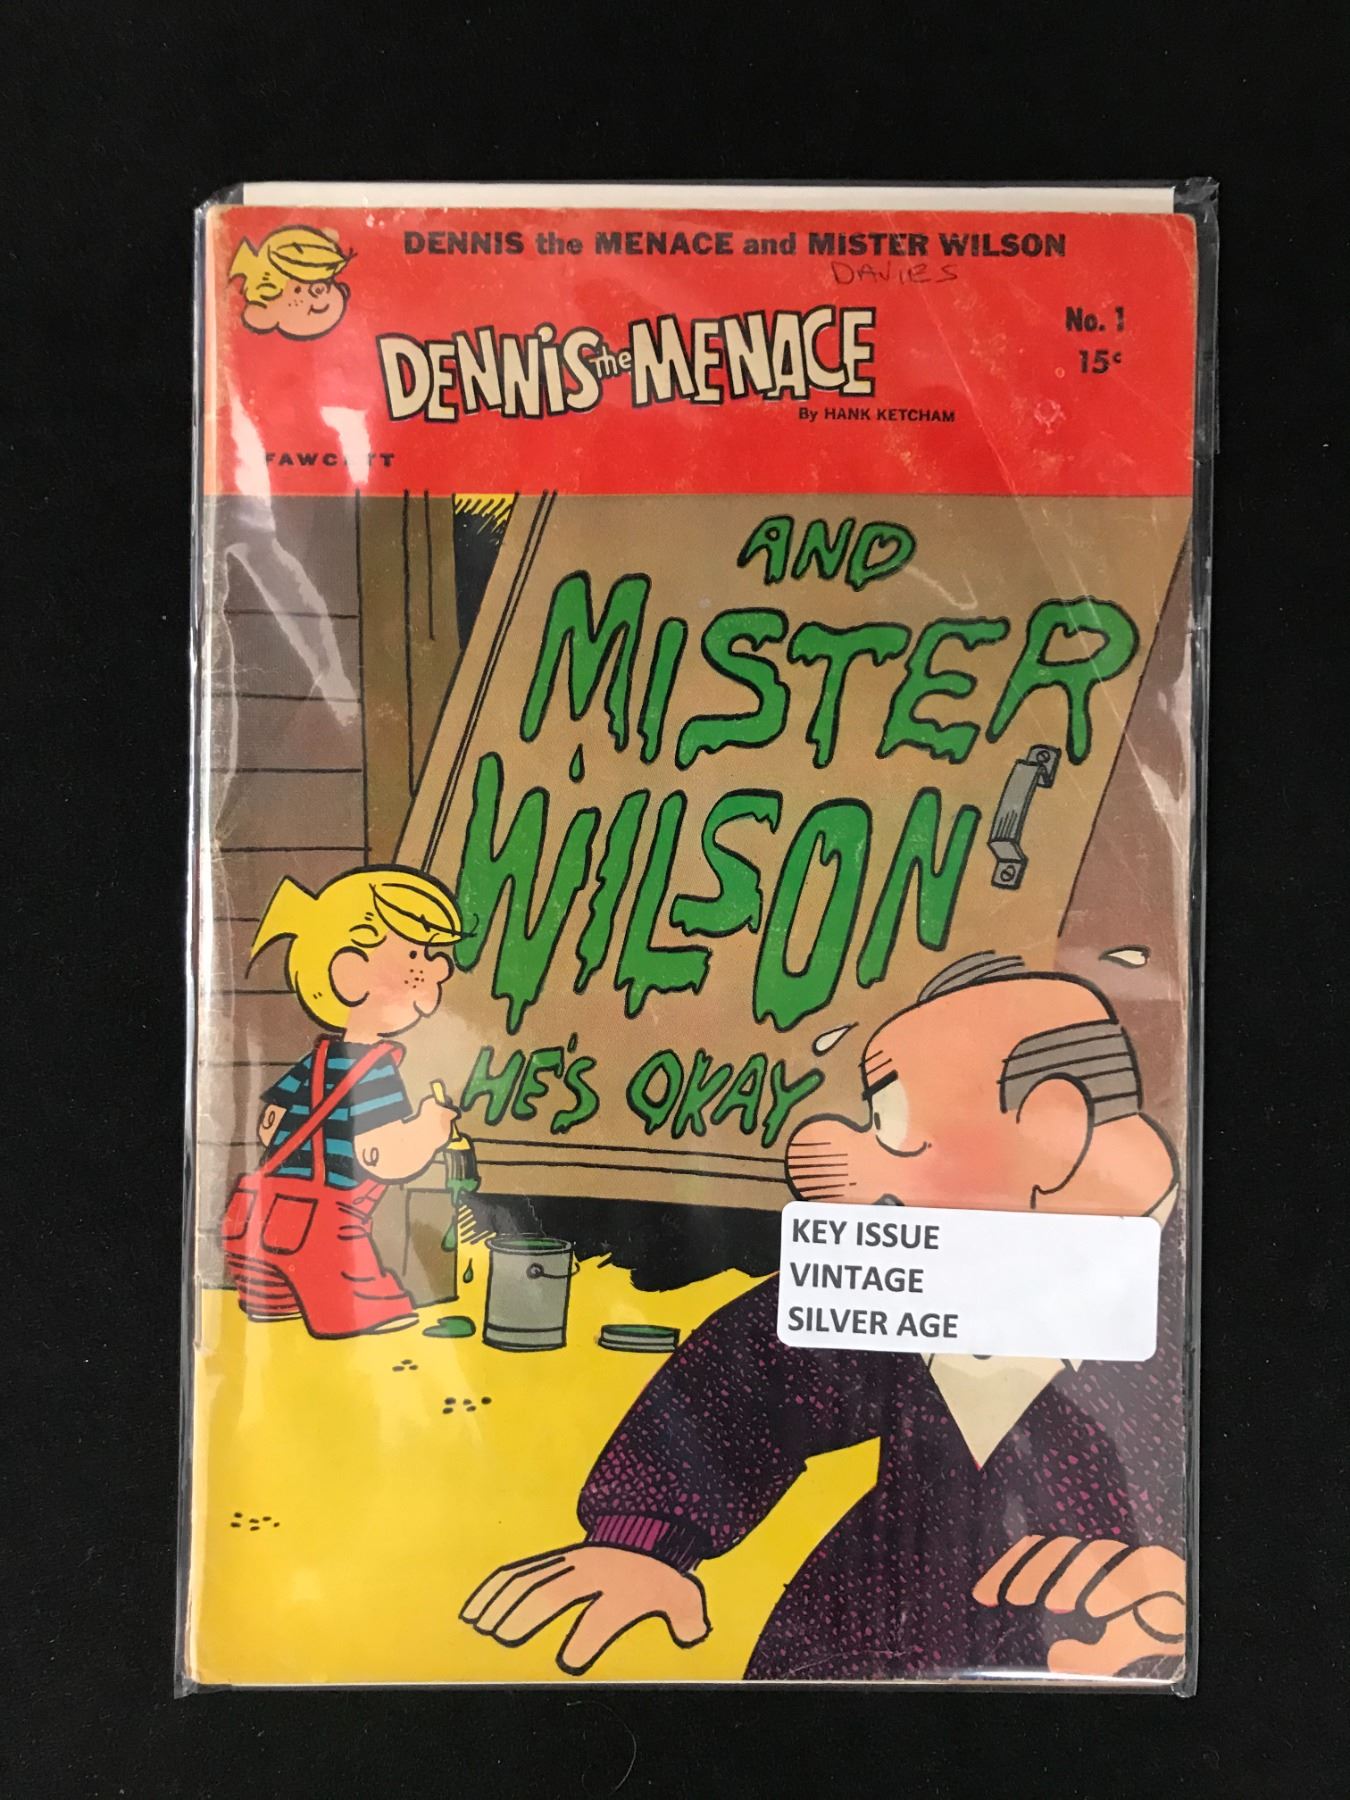 DENNIS the MENACE and MISTER WILSON
DAVIES
No. 1
15¢
DENNIS the MENACE
By HANK KETCHAM
FAWCETT
AND
MISTER
WILSON
HE'S OKAY
KEY ISSUE
VINTAGE
SILVER AGE